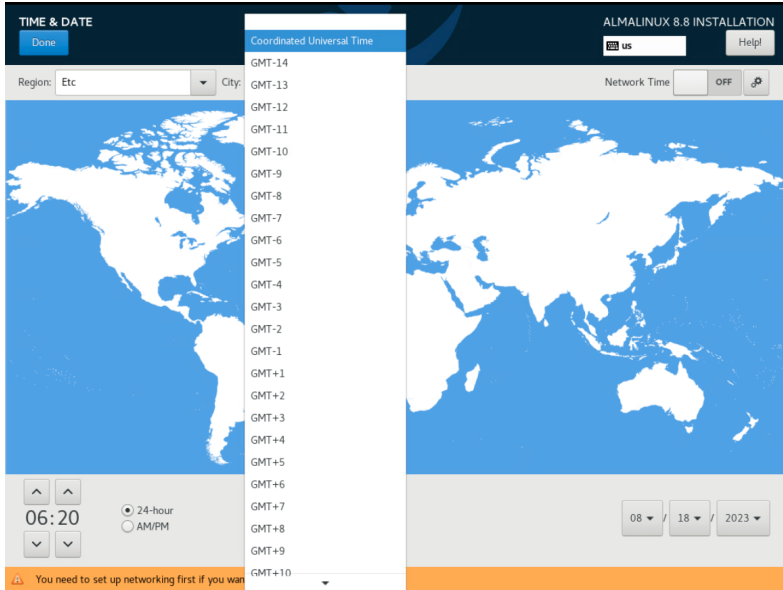 TIME & DATE
ALMALINUX 8.8 INSTALLATION
Done
us
Help!
Region: Etc
City:
Network Time
OFF
Coordinated Universal Time
GMT-14
GMT-13
GMT-12
GMT-11
GMT-10
GMT-9
GMT-8
GMT-7
GMT-6
GMT-5
GMT-4
GMT-3
GMT-2
GMT-1
GMT+1
GMT+2
GMT+3
GMT+4
GMT+5
GMT+6
GMT+7
GMT+8
GMT+9
GMT+10
06:20
24-hour
AM/PM
08 / 18 / 2023
You need to set up networking first if you wan